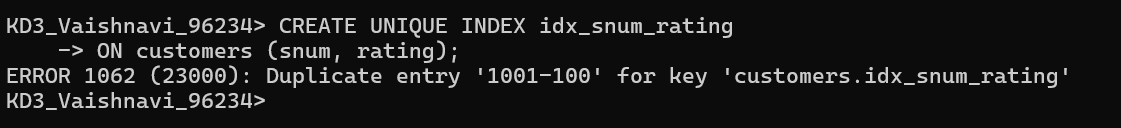 KD3_Vaishnavi_96234> CREATE UNIQUE INDEX idx_snum_rating
    -> ON customers (snum, rating);
ERROR 1062 (23000): Duplicate entry '1001-100' for key 'customers.idx_snum_rating'
KD3_Vaishnavi_96234>